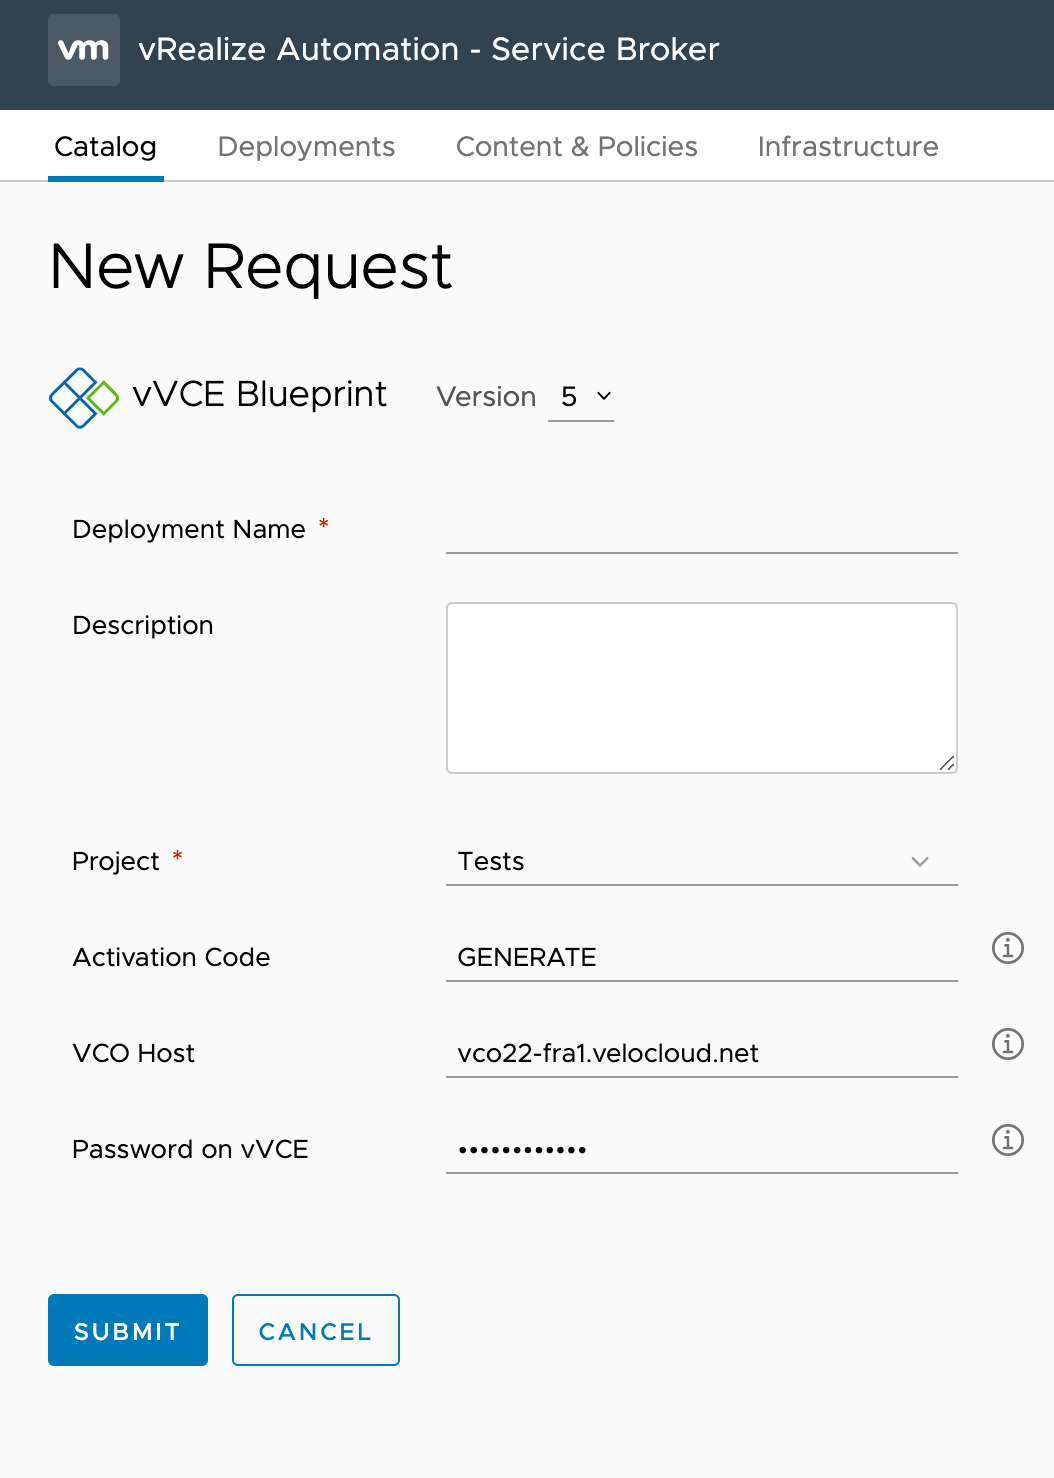 vm vRealize Automation - Service Broker
Catalog Deployments Content & Policies Infrastructure
New Request
vVCE Blueprint Version 5
Deployment Name *
Description
Project * Tests
Activation Code GENERATE
VCO Host vco22-fra1.velocloud.net
Password on vVCE ••••••••••••
SUBMIT CANCEL